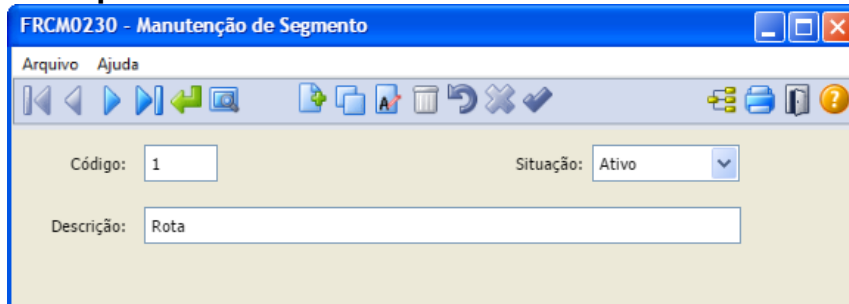 FRCM0230 - Manutenção de Segmento
Arquivo Ajuda
Código: 1 Situação: Ativo
Descrição: Rota